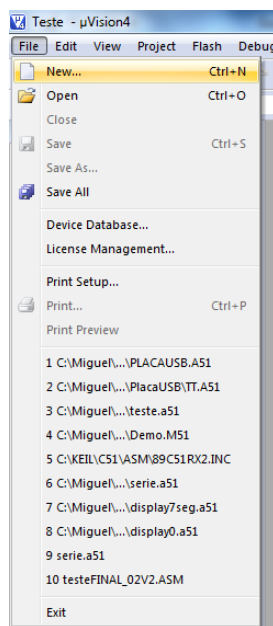 Teste - µVision4
File Edit View Project Flash Debug
New... Ctrl+N
Open Ctrl+O
Close
Save Ctrl+S
Save As...
Save All
Device Database...
License Management...
Print Setup...
Print... Ctrl+P
Print Preview
1 C:\Miguel\...\PLACAUSB.A51
2 C:\Miguel\...\PlacaUSB\TT.A51
3 C:\Miguel\...\teste.a51
4 C:\Miguel\...\Demo.M51
5 C:\KEIL\C51\ASM\89C51RX2.INC
6 C:\Miguel\...\serie.a51
7 C:\Miguel\...\display7seg.a51
8 C:\Miguel\...\display0.a51
9 serie.a51
10 testeFINAL_02V2.ASM
Exit